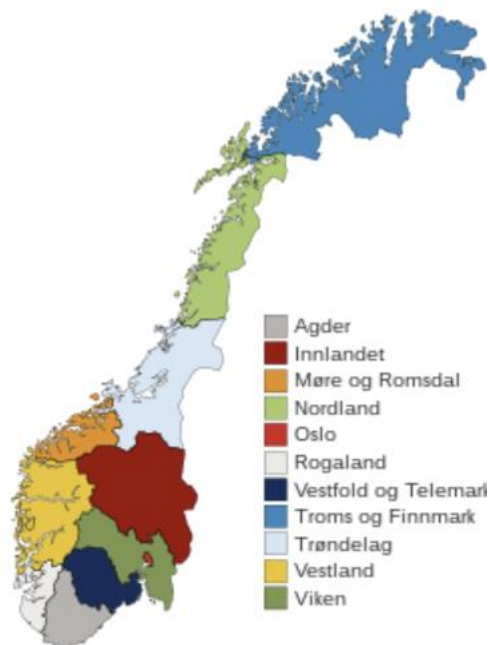 Agder
Innlandet
Møre og Romsdal
Nordland
Oslo
Rogaland
Vestfold og Telemark
Troms og Finnmark
Trøndelag
Vestland
Viken